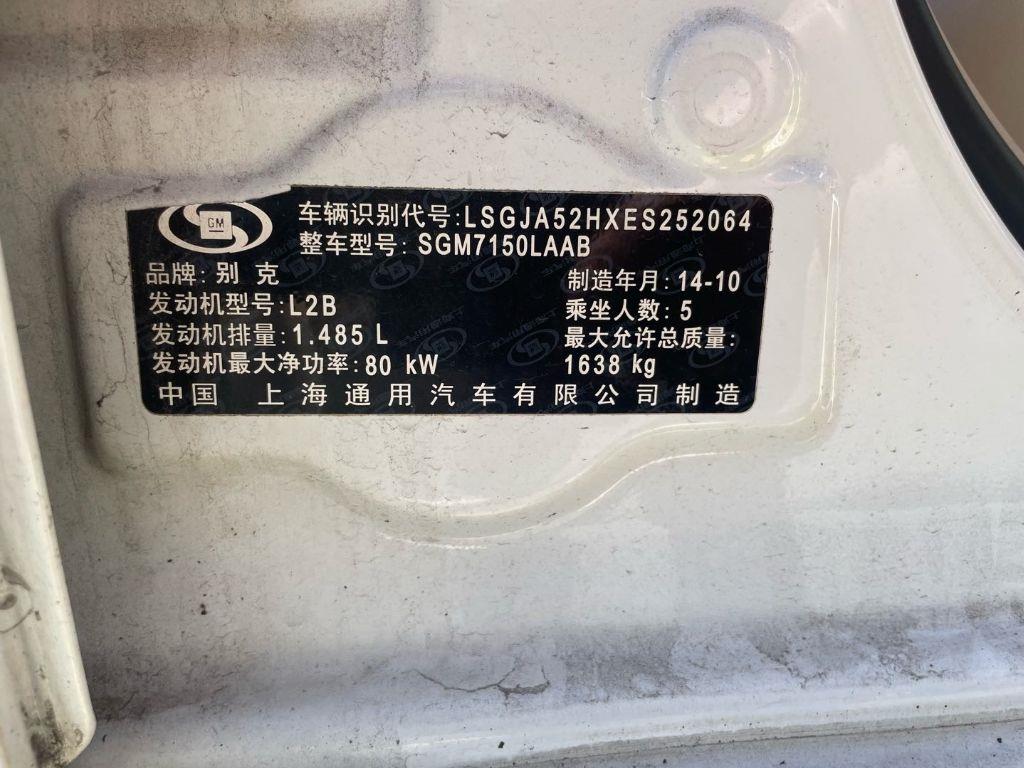 GM
车辆识别代号:LSGJA52HXES252064
整车型号: SGM7150LAAB
品牌: 别 克
制造年月: 14-10
发动机型号: L2B
乘坐人数: 5
发动机排量: 1.485 L
最大允许总质量:
发动机最大净功率: 80 kW
1638 kg
中国 上海通用汽车有限公司制造